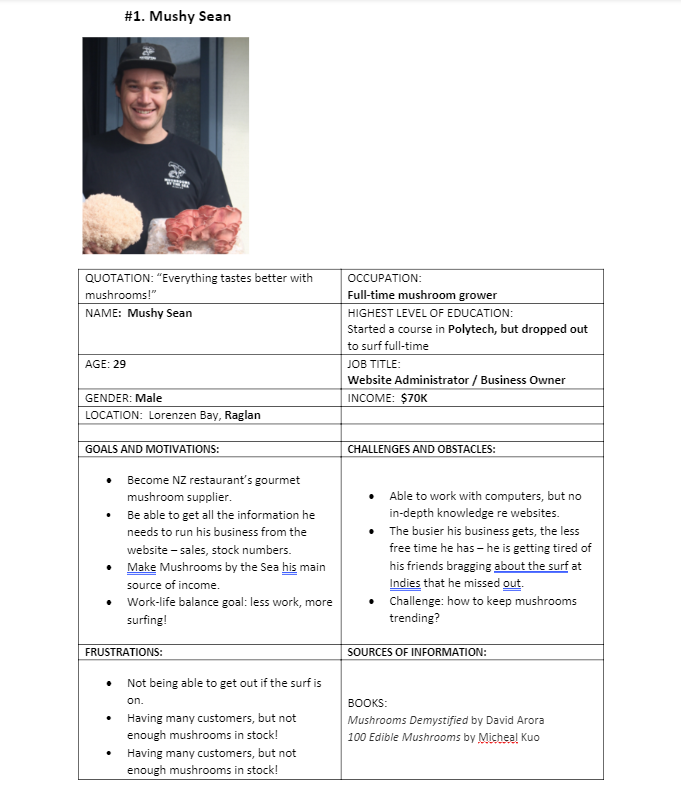 #1. Mushy Sean
MUSHROOMS
BY THE SEA
QUOTATION: “Everything tastes better with
mushrooms!”
OCCUPATION:
Full-time mushroom grower
NAME: Mushy Sean
HIGHEST LEVEL OF EDUCATION:
Started a course in Polytech, but dropped out
to surf full-time
AGE: 29
JOB TITLE:
Website Administrator / Business Owner
GENDER: Male
INCOME: $70K
LOCATION: Lorenzen Bay, Raglan
GOALS AND MOTIVATIONS:
CHALLENGES AND OBSTACLES:
• Become NZ restaurant’s gourmet
mushroom supplier.
• Be able to get all the information he
needs to run his business from the
website – sales, stock numbers.
• Make Mushrooms by the Sea his main
source of income.
• Work-life balance goal: less work, more
surfing!
• Able to work with computers, but no
in-depth knowledge re websites.
• The busier his business gets, the less
free time he has – he is getting tired of
his friends bragging about the surf at
Indies that he missed out.
• Challenge: how to keep mushrooms
trending?
FRUSTRATIONS:
SOURCES OF INFORMATION:
• Not being able to get out if the surf is
on.
• Having many customers, but not
enough mushrooms in stock!
• Having many customers, but not
enough mushrooms in stock!
BOOKS:
Mushrooms Demystified by David Arora
100 Edible Mushrooms by Micheal Kuo